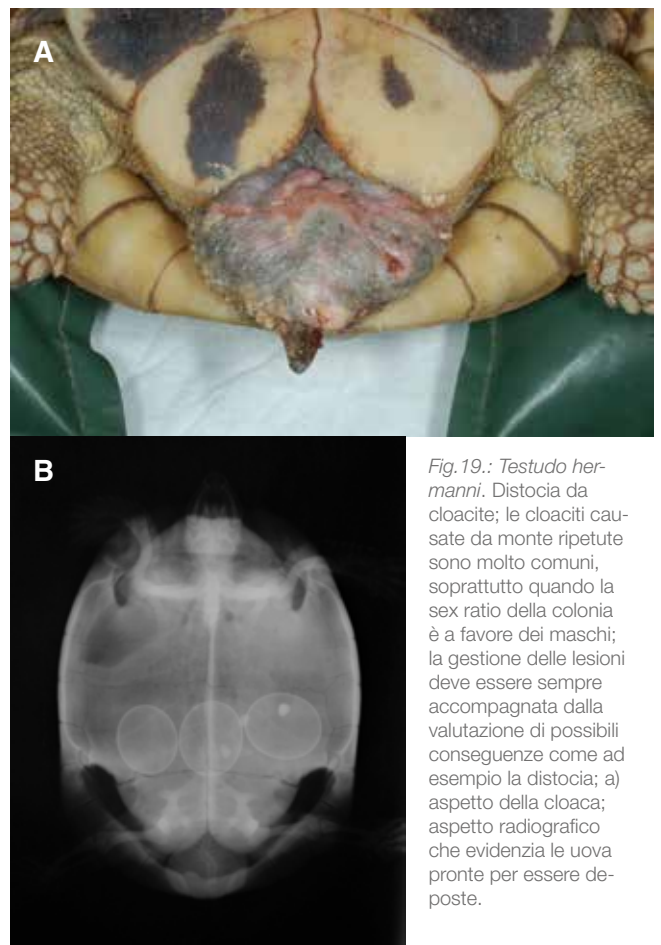 A
B
Fig.19.: Testudo her-
manni. Distocia da
cloacite; le cloaciti cau-
sate da monte ripetute
sono molto comuni,
soprattutto quando la
sex ratio della colonia
è a favore dei maschi;
la gestione delle lesioni
deve essere sempre
accompagnata dalla
valutazione di possibili
conseguenze come ad
esempio la distocia; a)
aspetto della cloaca;
aspetto radiografico
che evidenzia le uova
pronte per essere de-
poste.